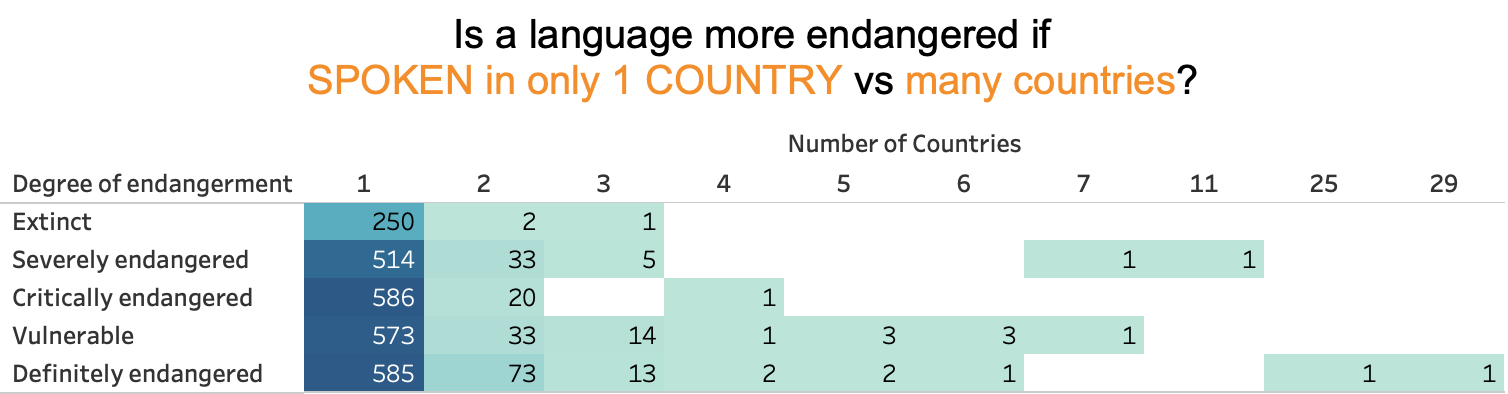 Is a language more endangered if
SPOKEN in only 1 COUNTRY vs many countries?
Number of Countries
Degree of endangerment 1 2 3 4 5 6 7 11 25 29
Extinct 250 2 1
Severely endangered 514 33 5 1 1
Critically endangered 586 20 1
Vulnerable 573 33 14 1 3 3 1
Definitely endangered 585 73 13 2 2 1 1 1